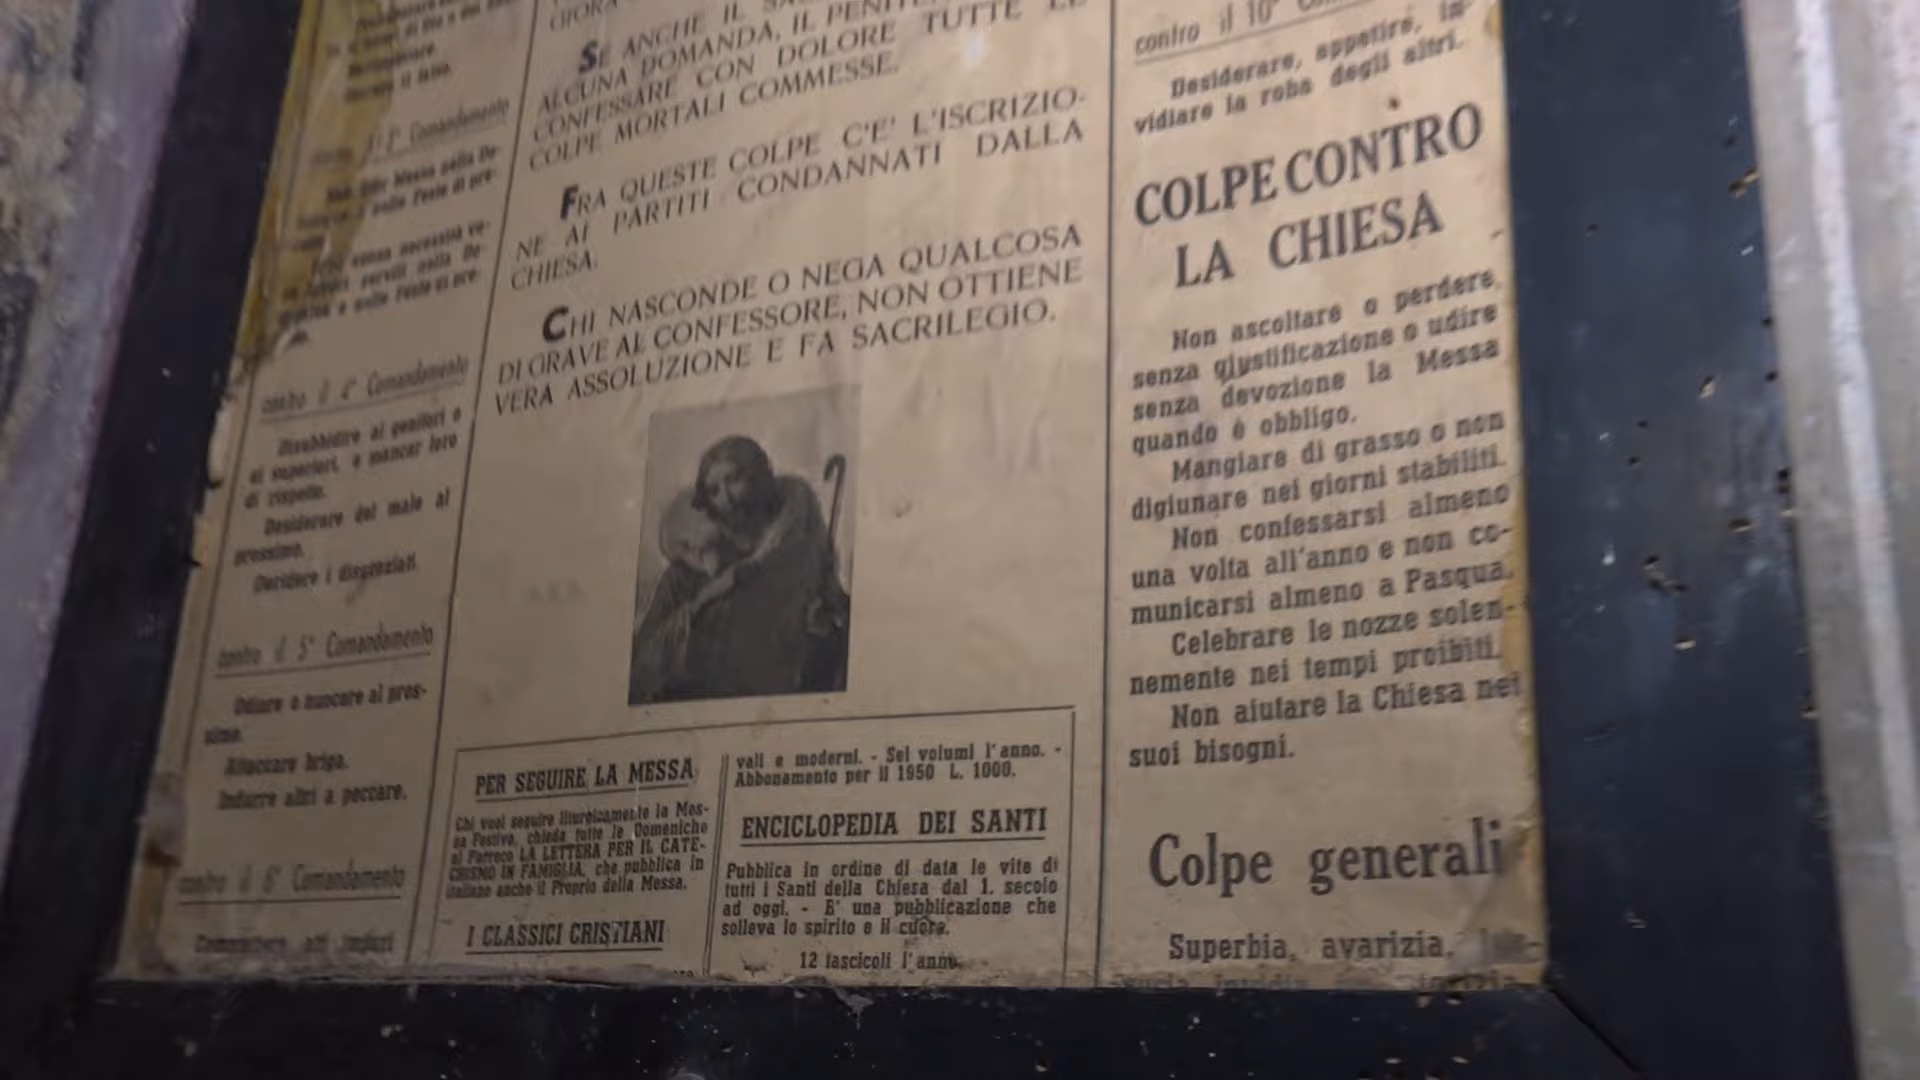 contro il 4° Comandamento
Disubbidire ai genitori e
ai superiori, e mancar loro
di rispetto.
Desiderare del male al
prossimo.
Deridere i disgraziati.
contro il 5° Comandamento
Odiare o nuocere al pros-
simo.
Attaccare briga.
Indurre altri a peccare.
contro il 6° Comandamento
SE ANCHE IL
ALCUNA DOMANDA, IL
CONFESSARE CON DOLORE TUTTE LE
COLPE MORTALI COMMESSE.
FRA QUESTE COLPE C'E' L'ISCRIZIO-
NE AI PARTITI CONDANNATI DALLA
CHIESA.
CHI NASCONDE O NEGA QUALCOSA
DI GRAVE AL CONFESSORE, NON OTTIENE
VERA ASSOLUZIONE E FA SACRILEGIO.
PER SEGUIRE LA MESSA
Chi vuol seguire liturgicamente la Mes-
sa Festiva, chieda tutte le Domeniche
al Parroco LA LETTERA PER IL CATE-
CHISMO IN FAMIGLIA, che pubblica in
italiano anche il Proprio della Messa.
I CLASSICI CRISTIANI
vali e moderni. - Sei volumi l'anno. -
Abbonamento per il 1950 L. 1000.
ENCICLOPEDIA DEI SANTI
Pubblica in ordine di data le vite di
tutti i Santi della Chiesa dal 1. secolo
ad oggi. - E' una pubblicazione che
solleva lo spirito e il cuore.
12 fascicoli l'anno.
contro il 10°
Desiderare, appetire, in-
vidiare la roba degli altri.
COLPE CONTRO
LA CHIESA
Non ascoltare o perdere
senza giustificazione o udire
senza devozione la Messa
quando è obbligo.
Mangiare di grasso o non
digiunare nei giorni stabiliti.
Non confessarsi almeno
una volta all'anno e non co-
municarsi almeno a Pasqua.
Celebrare le nozze solen-
nemente nei tempi proibiti.
Non aiutare la Chiesa nei
suoi bisogni.
Colpe generali
Superbia, avarizia,